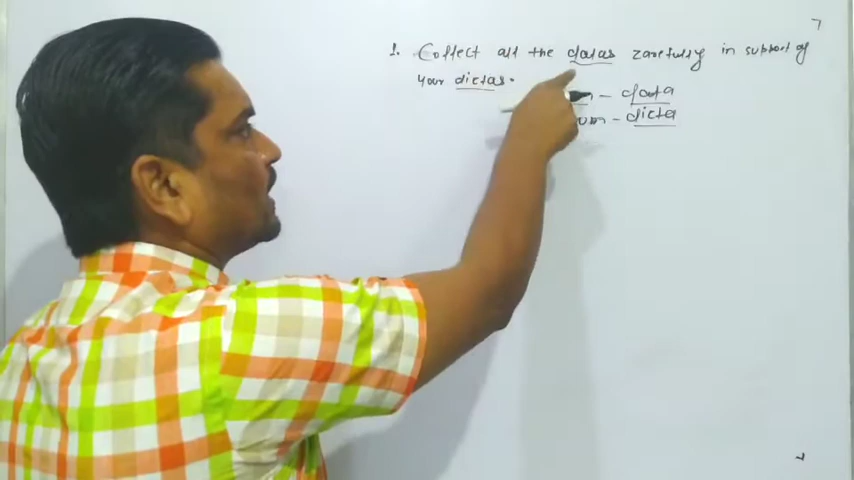 1. Collect all the datas carefully in support of
your dictas.
- data
um - dicta